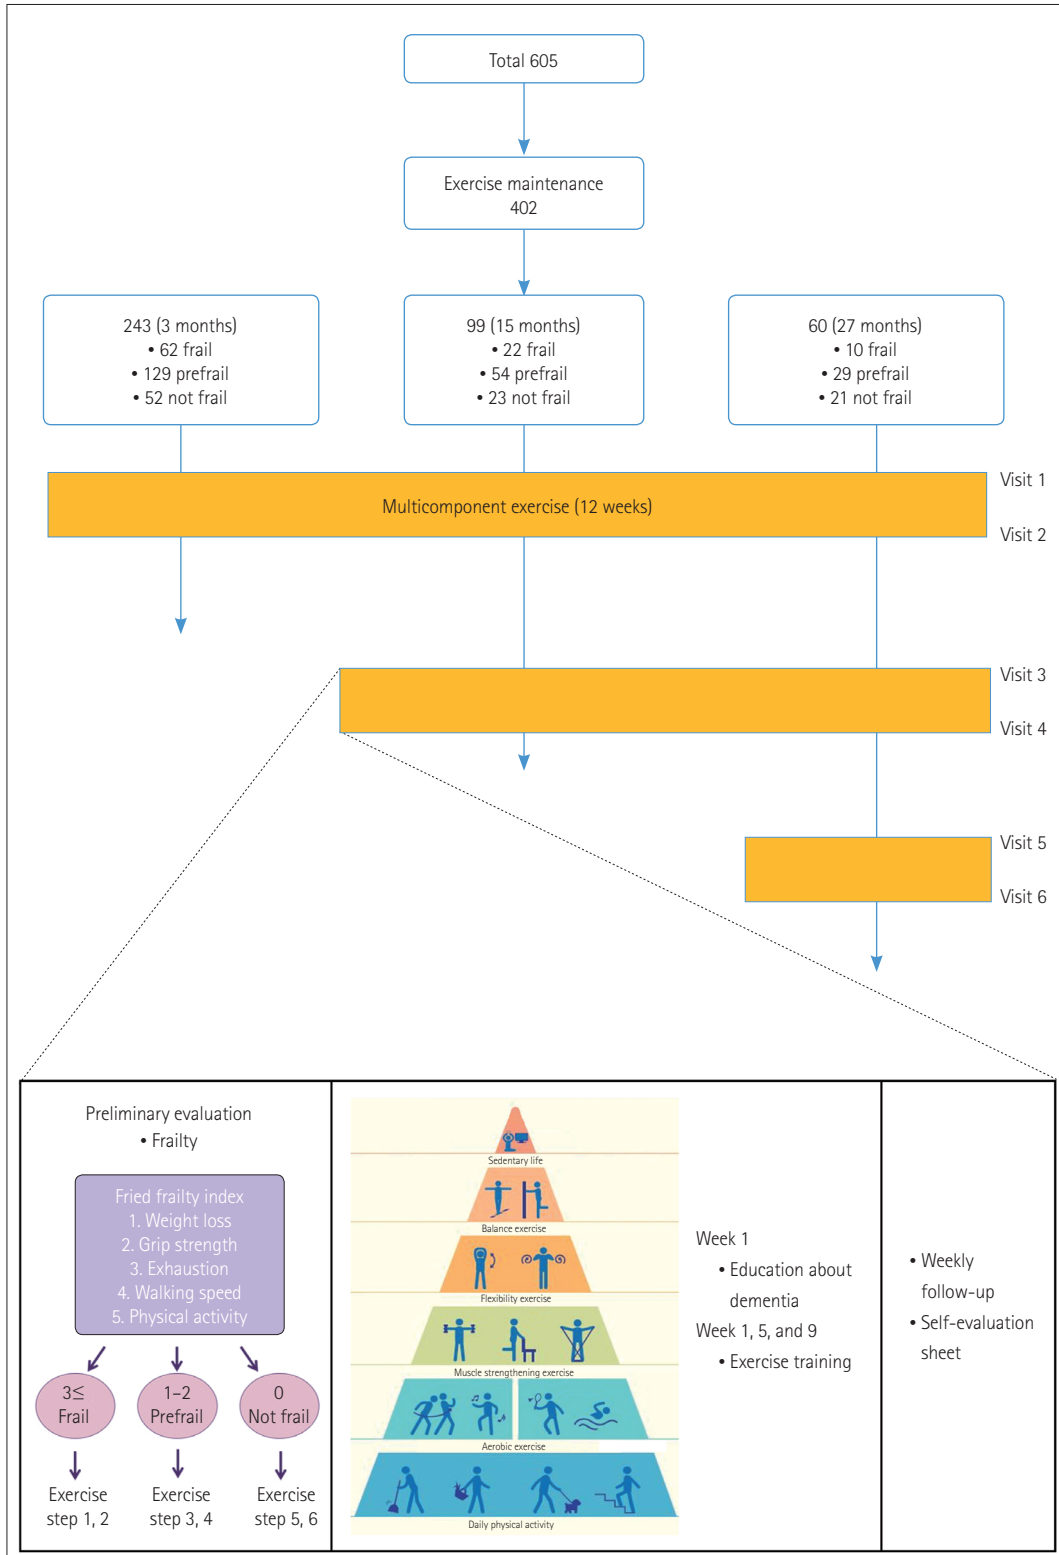 Total 605
Exercise maintenance
402
243 (3 months)
• 62 frail
• 129 prefrail
• 52 not frail
99 (15 months)
• 22 frail
• 54 prefrail
• 23 not frail
60 (27 months)
• 10 frail
• 29 prefrail
• 21 not frail
Visit 1
Multicomponent exercise (12 weeks)
Visit 2
Visit 3
Visit 4
Visit 5
Visit 6
Preliminary evaluation
• Frailty
Fried frailty index
1. Weight loss
2. Grip strength
3. Exhaustion
4. Walking speed
5. Physical activity
3≤
Frail
1–2
Prefrail
0
Not frail
Exercise
step 1, 2
Exercise
step 3, 4
Exercise
step 5, 6
Sedentary life
Balance exercise
Flexibility exercise
Muscle strengthening exercise
Aerobic exercise
Daily physical activity
Week 1
• Education about
dementia
Week 1, 5, and 9
• Exercise training
• Weekly
follow-up
• Self-evaluation
sheet